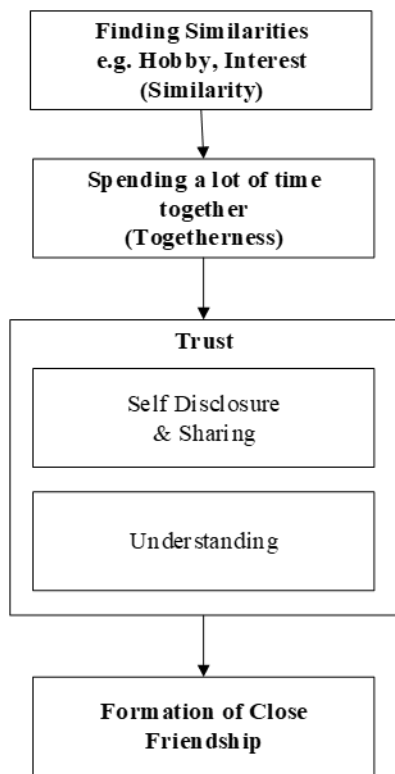 Finding Similarities
e.g. Hobby, Interest
(Similarity)
Spending a lot of time
together
(Togetherness)
Trust
Self Disclosure
& Sharing
Understanding
Formation of Close
Friendship